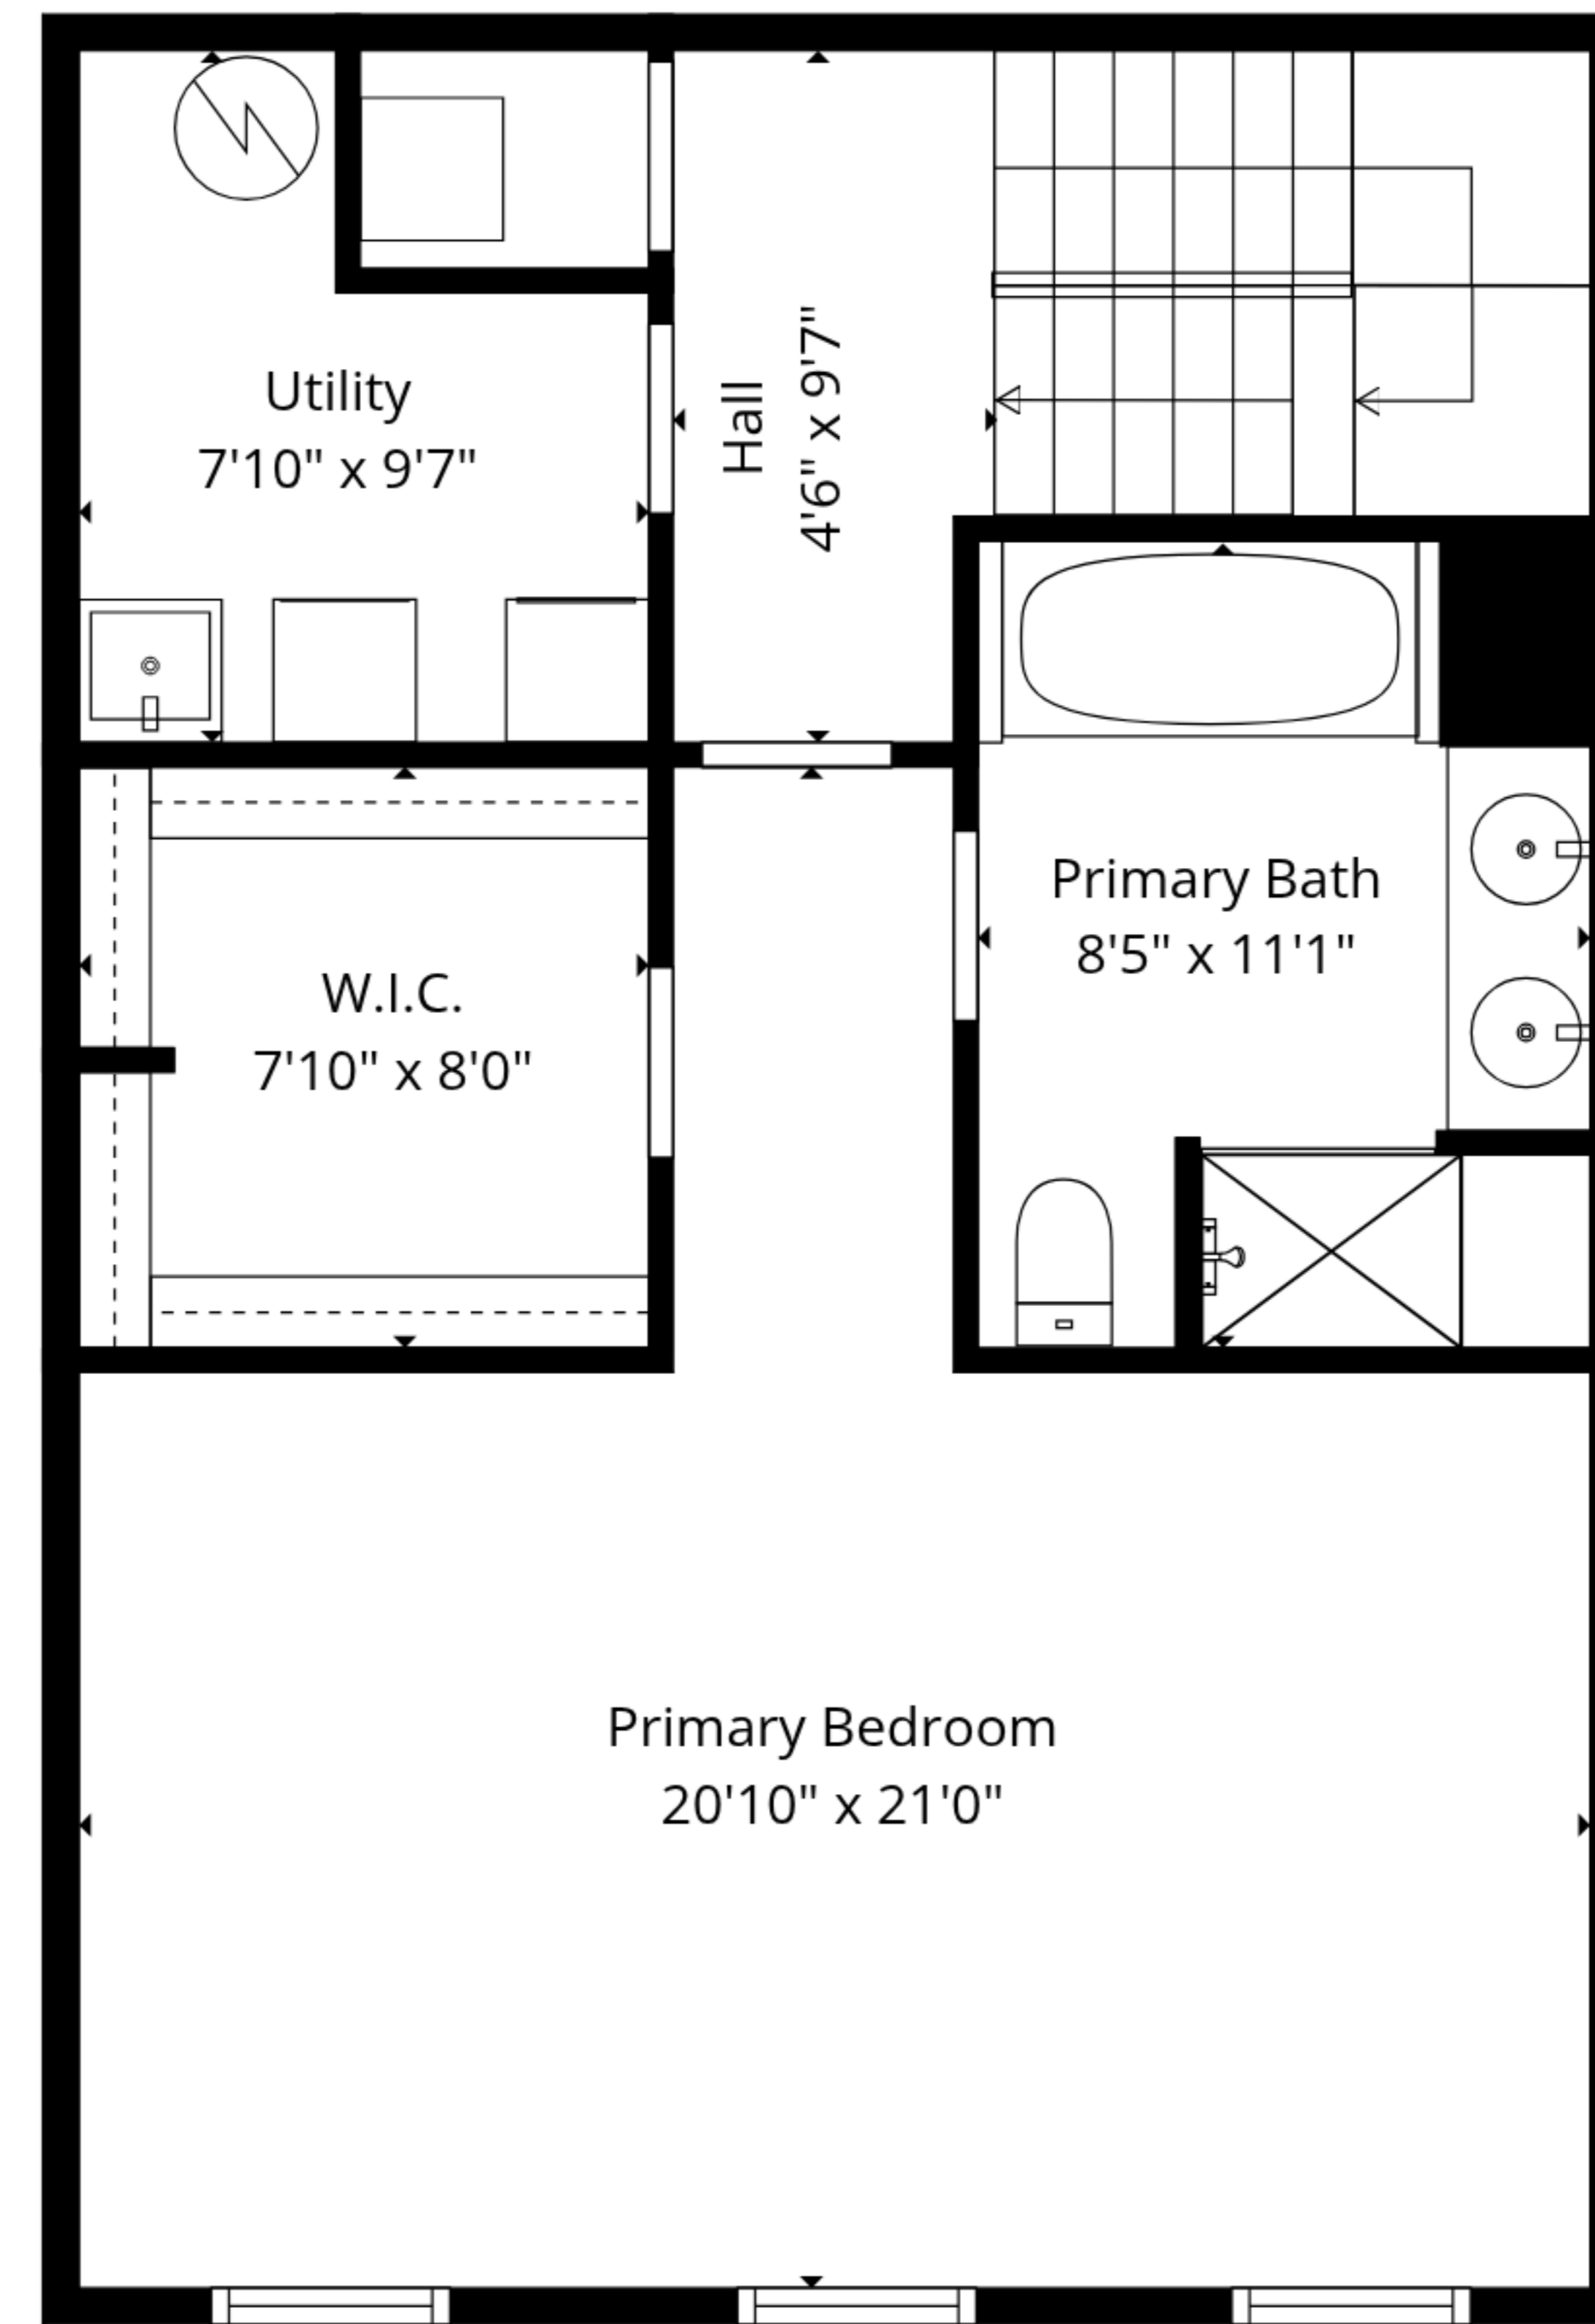 Utility
7'10" x 9'7"
Hall
4'6" x 9'7"
Primary Bath
8'5" x 11'1"
W.I.C.
7'10" x 8'0"
Primary Bedroom
20'10" x 21'0"